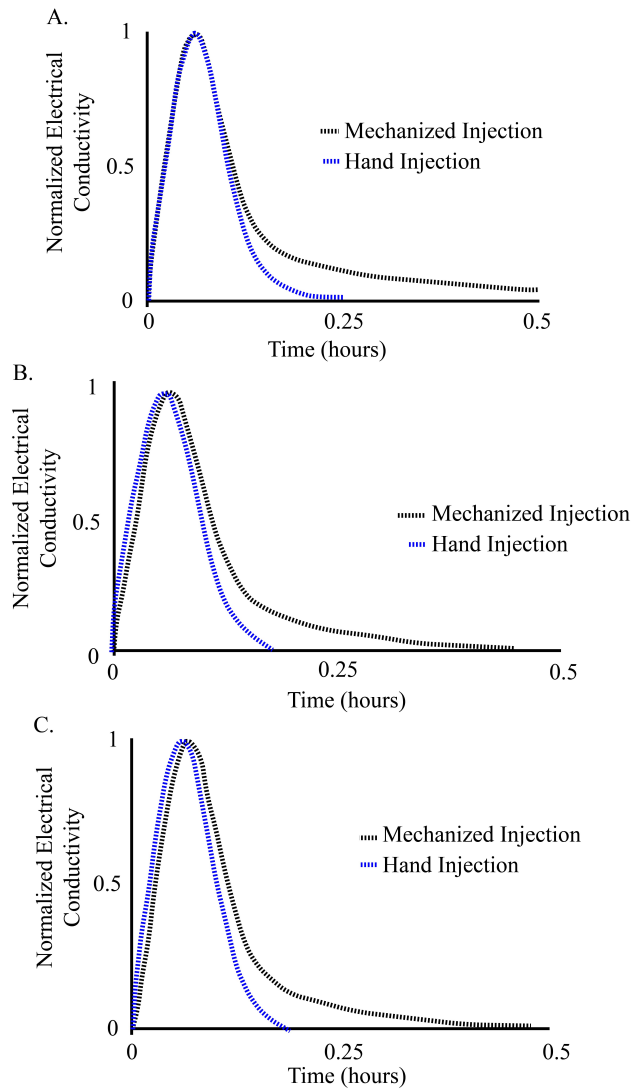 A.
1
Normalized Electrical
Conductivity
Mechanized Injection
Hand Injection
0.5
0
0
0.25
0.5
Time (hours)
B.
1
Normalized Electrical
Conductivity
Mechanized Injection
0.5
Hand Injection
0
0
0.25
0.5
Time (hours)
C.
1
Normalized Electrical
Conductivity
Mechanized Injection
Hand Injection
0.5
0
0
0.25
0.5
Time (hours)